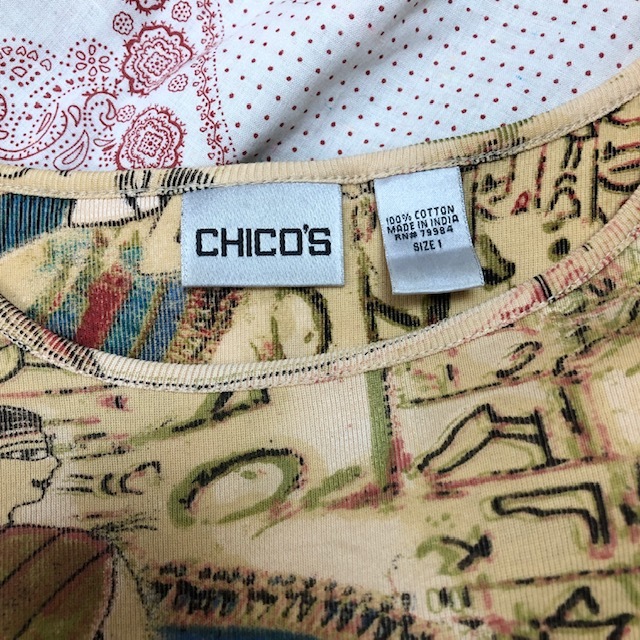 CHICO'S
100% COTTON
MADE IN INDIA
RN# 79984
SIZE 1